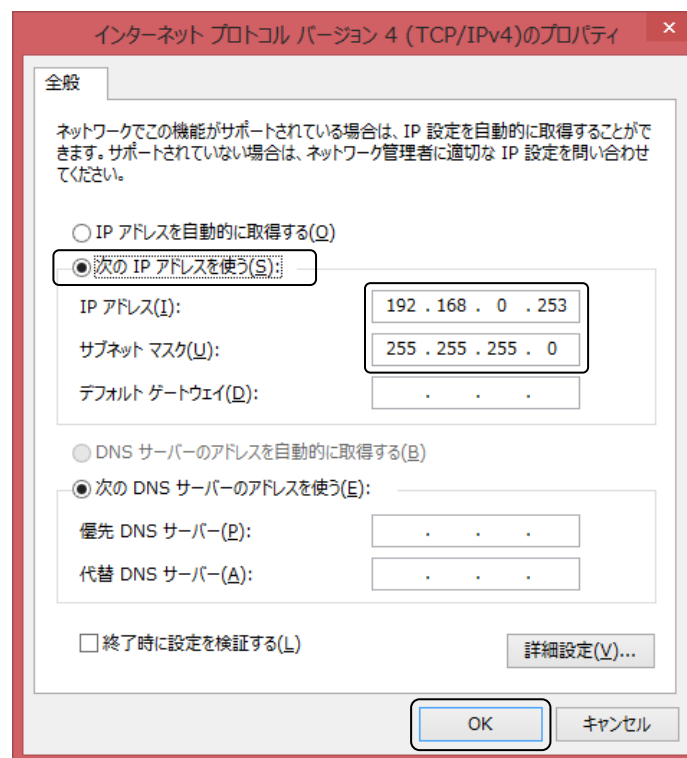 インターネット プロトコル バージョン 4 (TCP/IPv4)のプロパティ
×
全般
ネットワークでこの機能がサポートされている場合は、IP 設定を自動的に取得することがで
きます。サポートされていない場合は、ネットワーク管理者に適切な IP 設定を問い合わせ
てください。
IP アドレスを自動的に取得する(O)
次の IP アドレスを使う(S):
IP アドレス(I): 192 . 168 . 0 . 253
サブネット マスク(U): 255 . 255 . 255 . 0
デフォルト ゲートウェイ(D): . . .
DNS サーバーのアドレスを自動的に取得する(B)
次の DNS サーバーのアドレスを使う(E):
優先 DNS サーバー(P): . . .
代替 DNS サーバー(A): . . .
終了時に設定を検証する(L)
詳細設定(V)...
OK キャンセル